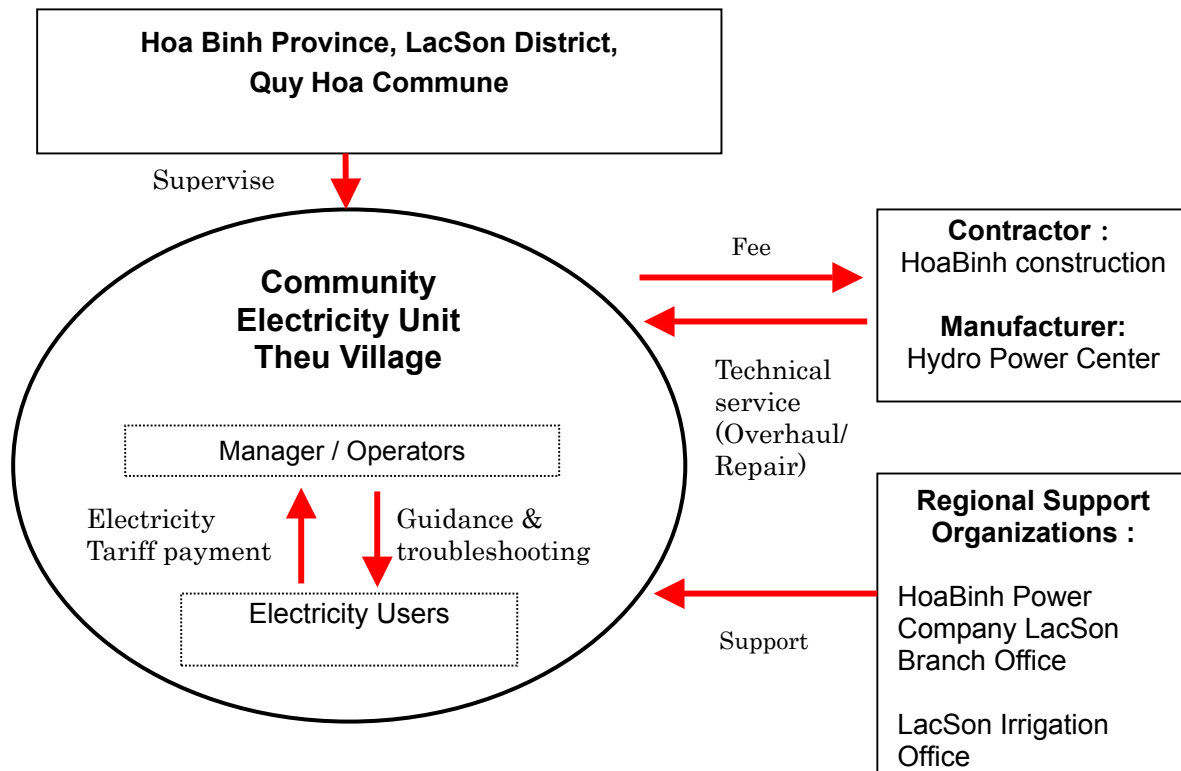 Hoa Binh Province, LacSon District,
Quy Hoa Commune
Supervise
Community
Electricity Unit
Theu Village
Manager / Operators
Electricity
Tariff payment
Guidance &
troubleshooting
Electricity Users
Fee
Technical
service
(Overhaul/
Repair)
Contractor :
HoaBinh construction
Manufacturer:
Hydro Power Center
Support
Regional Support
Organizations :
HoaBinh Power
Company LacSon
Branch Office
LacSon Irrigation
Office